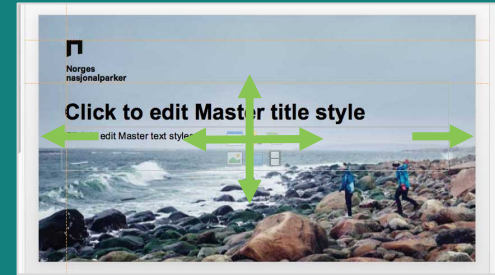 Norges
nasjonalparker
Click to edit Master title style
edit Master text styles